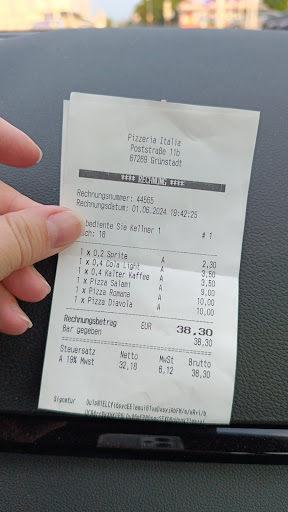 Pizzeria Italia
Poststraße 11b
67269 Grünstadt
**** RECHNUNG ****
Rechnungsnummer: 44565
Rechnungsdatum: 01.06.2024 19:42:25
bediente Sie Kellner 1 # 1
ch: 16
1 x 0,2 Sprite A 2,30
1 x 0,4 Cola Light A 3,50
1 x 0,4 Kalter Kaffee A 3,50
1 x Pizza Salami A 9,00
1 x Pizza Romana A 10,00
1 x Pizza Diavola A 10,00
Rechnungsbetrag EUR 38,30
Bar gegeben 38,30
Steuersatz Netto MwSt Brutto
A 19% Mwst 32,18 6,12 38,30
Signatur